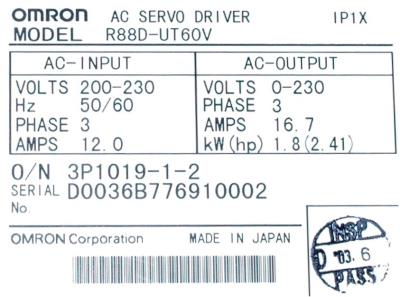 OMRON AC SERVO DRIVER IP1X
MODEL R88D-UT60V
AC-INPUT AC-OUTPUT
VOLTS 200-230 VOLTS 0-230
Hz 50/60 PHASE 3
PHASE 3 AMPS 16.7
AMPS 12.0 kW(hp) 1.8(2.41)
O/N 3P1019-1-2
SERIAL D0036B776910002
No.
OMRON Corporation MADE IN JAPAN
INSP
D '03. 6
PASS